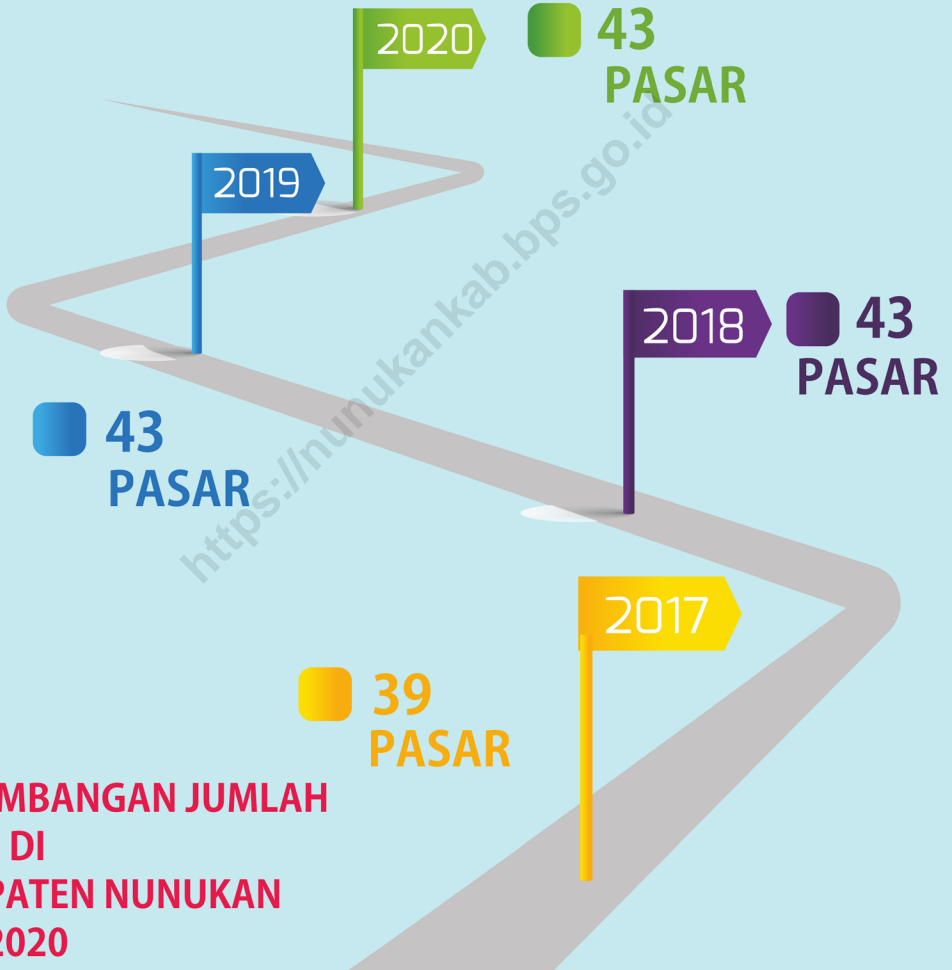 2020
43
PASAR
2019
2018
43
PASAR
43
PASAR
2017
39
PASAR
MBANGAN JUMLAH
DI
PATEN NUNUKAN
2020
https://nunukankab.bps.go.id